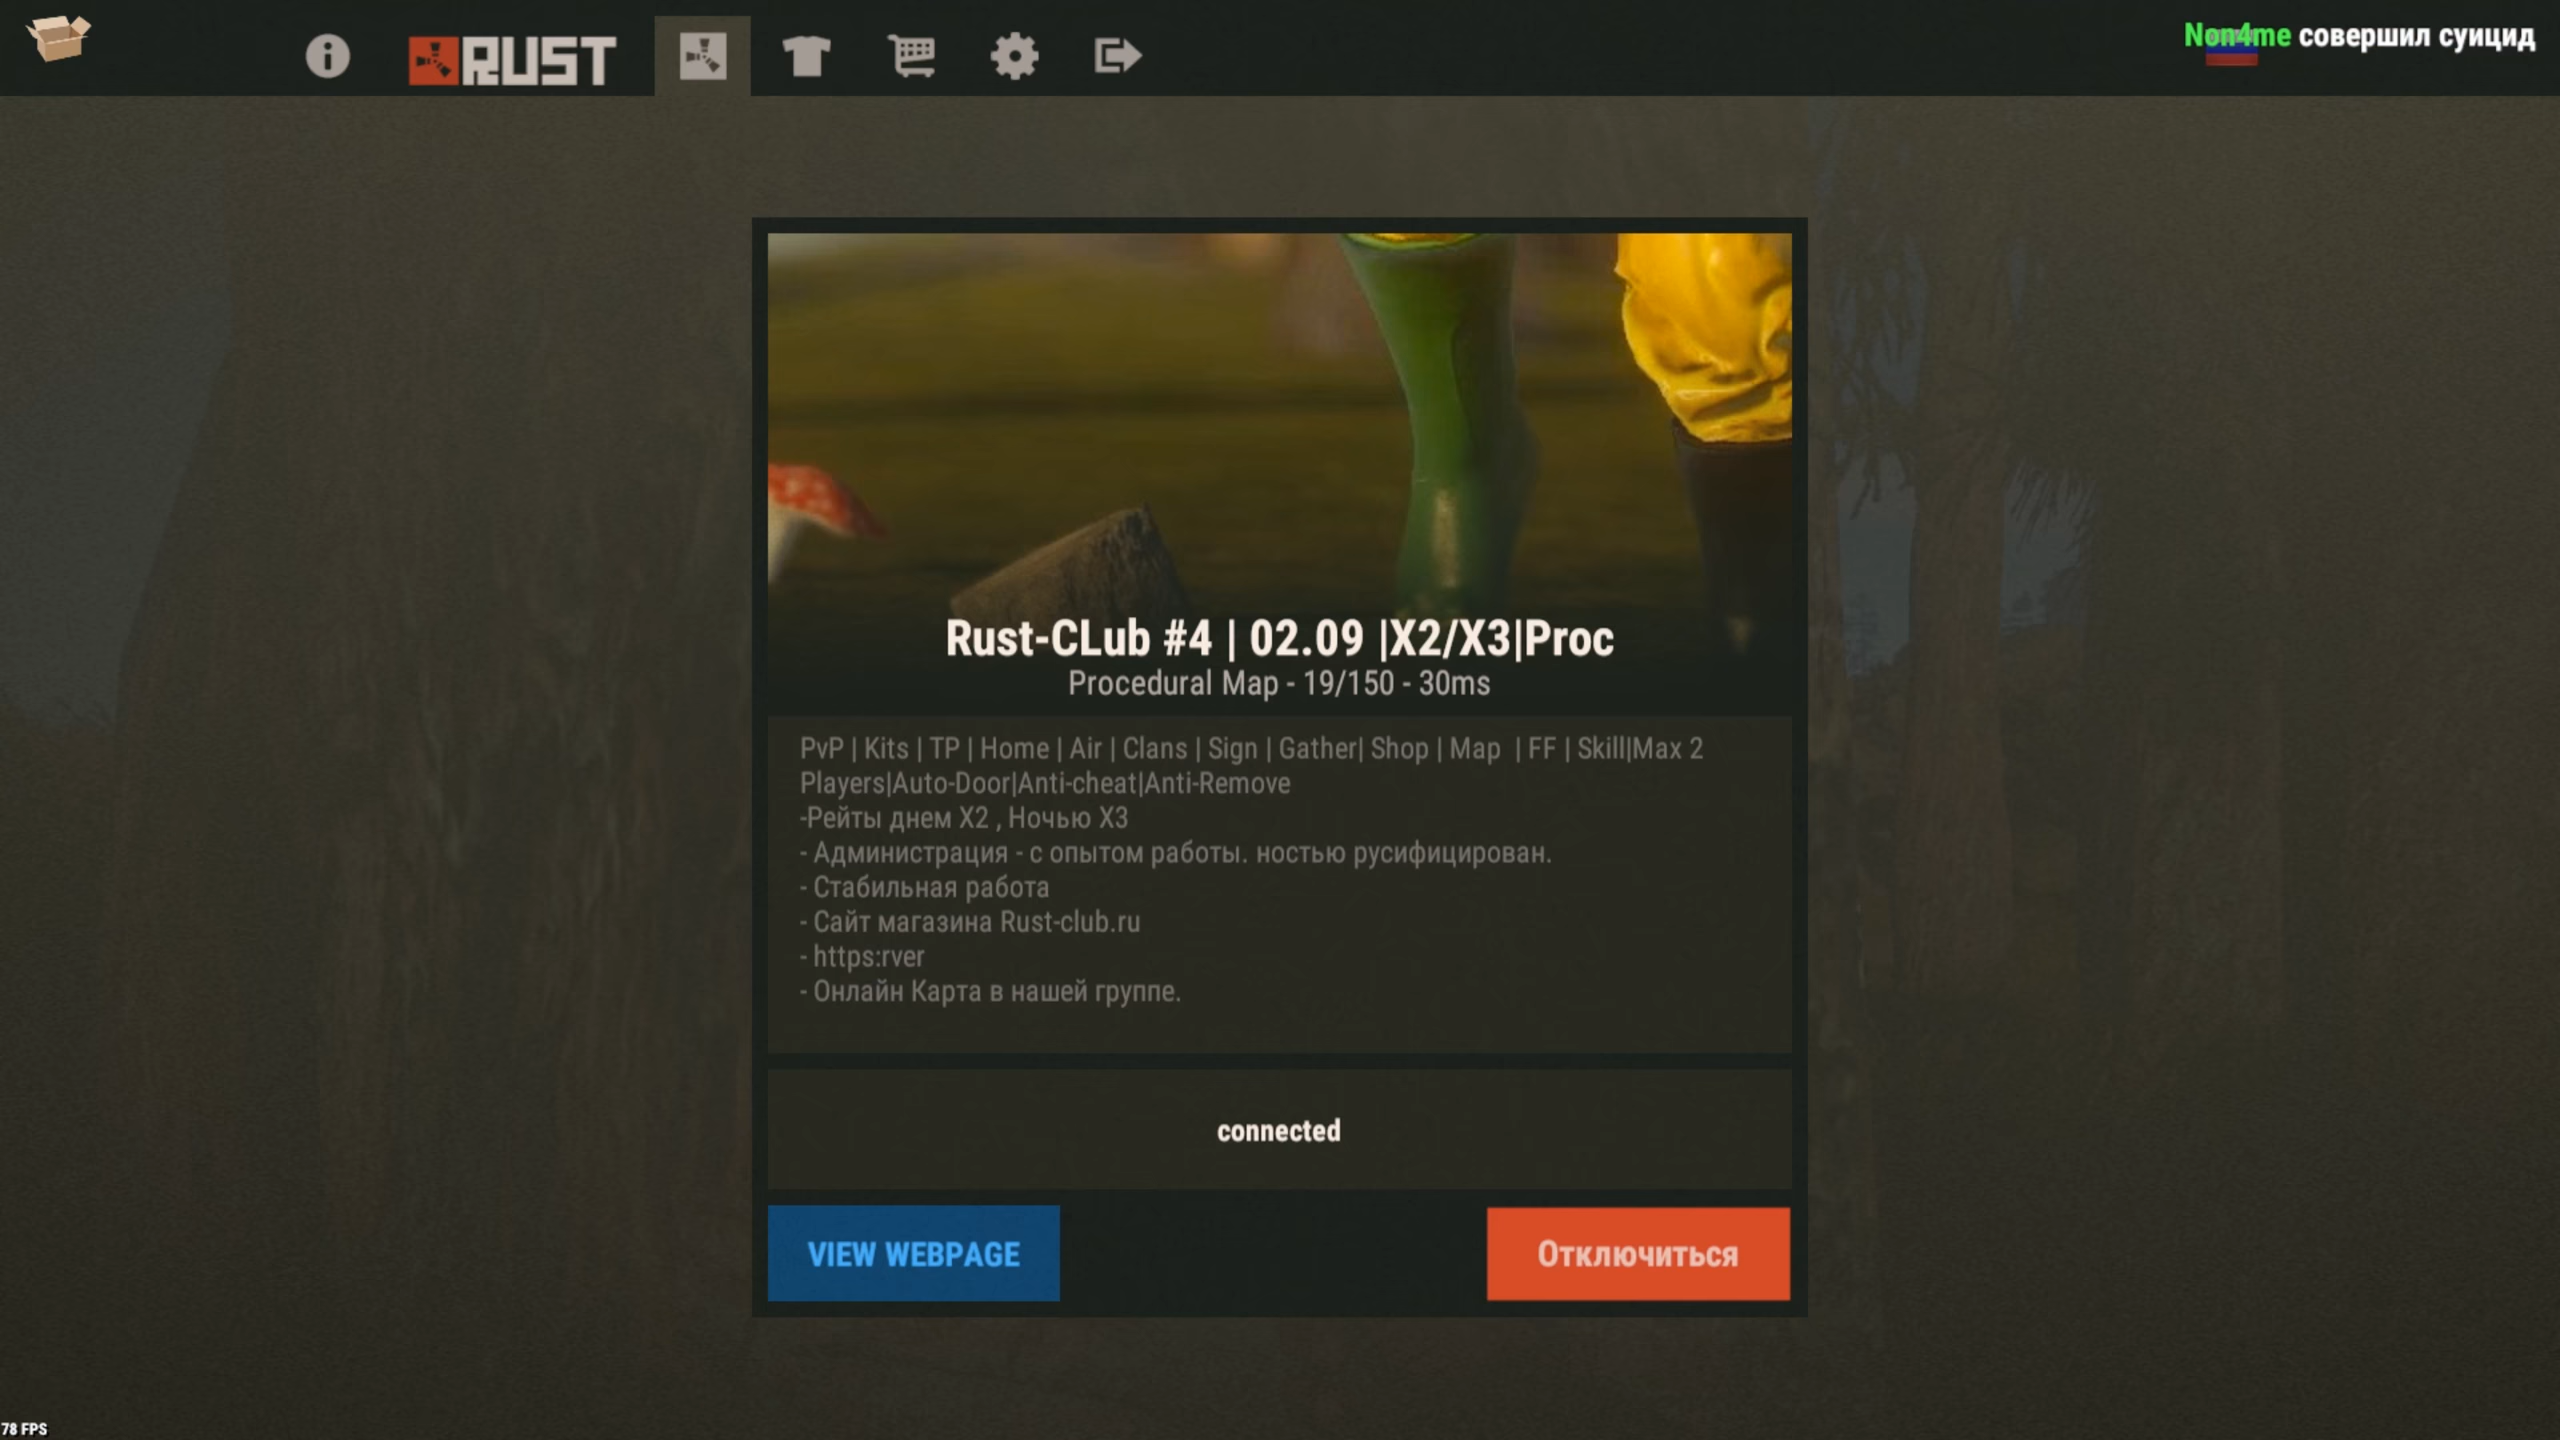 RUST
Non4me совершил суицид
Rust-CLub #4 | 02.09 |X2/X3|Proc
Procedural Map - 19/150 - 30ms
PvP | Kits | TP | Home | Air | Clans | Sign | Gather| Shop | Map | FF | Skill|Max 2
Players|Auto-Door|Anti-cheat|Anti-Remove
-Рейты днем X2 , Ночью X3
- Администрация - с опытом работы. ностью русифицирован.
- Стабильная работа
- Сайт магазина Rust-club.ru
- https:rver
- Онлайн Карта в нашей группе.
connected
VIEW WEBPAGE
Отключиться
78 FPS